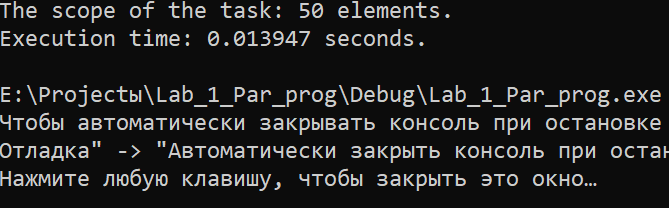 The scope of the task: 50 elements.
Execution time: 0.013947 seconds.
E:\Projectы\Lab_1_Par_prog\Debug\Lab_1_Par_prog.exe
Чтобы автоматически закрывать консоль при остановке
Отладка" -> "Автоматически закрыть консоль при
Нажмите любую клавишу, чтобы закрыть это окно…